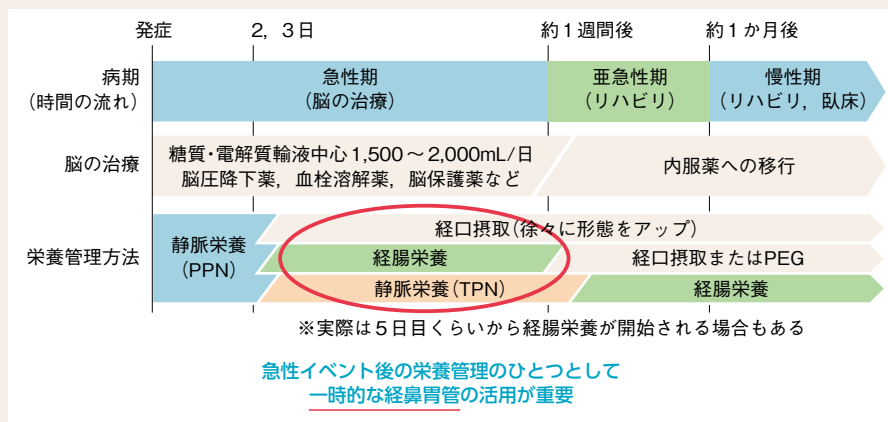 発症 2，3日 約1週間後 約1か月後
病期
（時間の流れ）
急性期
（脳の治療）
亜急性期
（リハビリ）
慢性期
（リハビリ，臨床）
脳の治療
糖質・電解質輸液中心1,500～2,000mL/日
脳圧降下薬，血栓溶解薬，脳保護薬など
内服薬への移行
栄養管理方法
静脈栄養
（PPN）
経口摂取（徐々に形態をアップ）
経腸栄養 経口摂取またはPEG
静脈栄養（TPN） 経腸栄養
※実際は5日目くらいから経腸栄養が開始される場合もある
急性イベント後の栄養管理のひとつとして
一時的な経鼻胃管の活用が重要